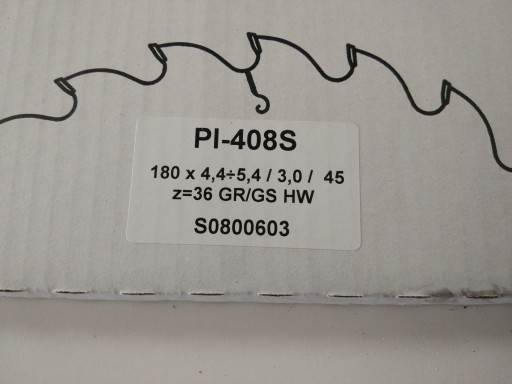 PI-408S
180 x 4,4÷5,4 / 3,0 / 45
z=36 GR/GS HW
S0800603